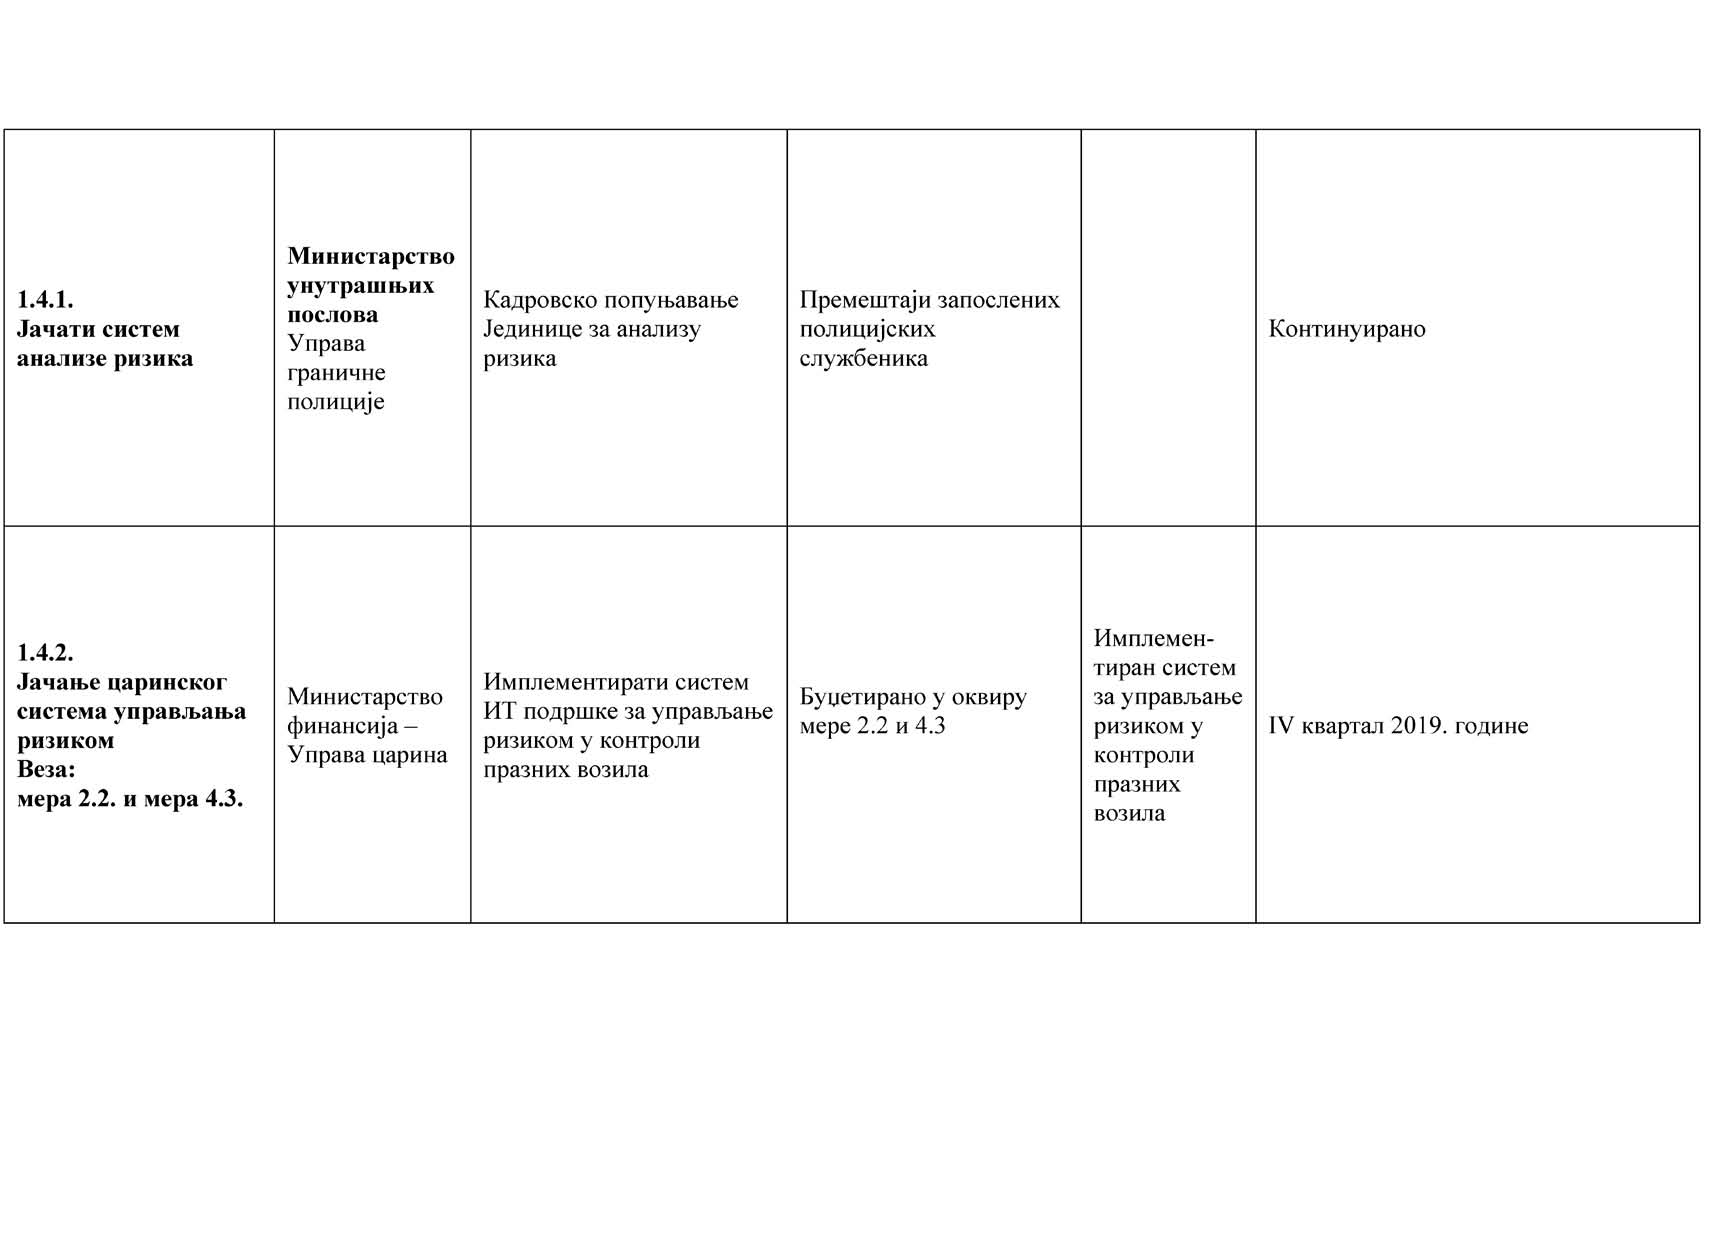 1.4.1.
Јачати систем
анализе ризика
Министарство
унутрашњих
послова
Управа
граничне
полиције
Кадровско попуњавање
Јединице за анализу
ризика
Премештаји запослених
полицијских
службеника
Континуирано
1.4.2.
Јачање царинског
система управљања
ризиком
Веза:
мера 2.2. и мера 4.3.
Министарство
финансија –
Управа царина
Имплементирати систем
ИТ подршке за управљање
ризиком у контроли
празних возила
Буџетирано у оквиру
мере 2.2 и 4.3
Имплемен-
тиран систем
за управљање
ризиком у
контроли
празних
возила
IV квартал 2019. године